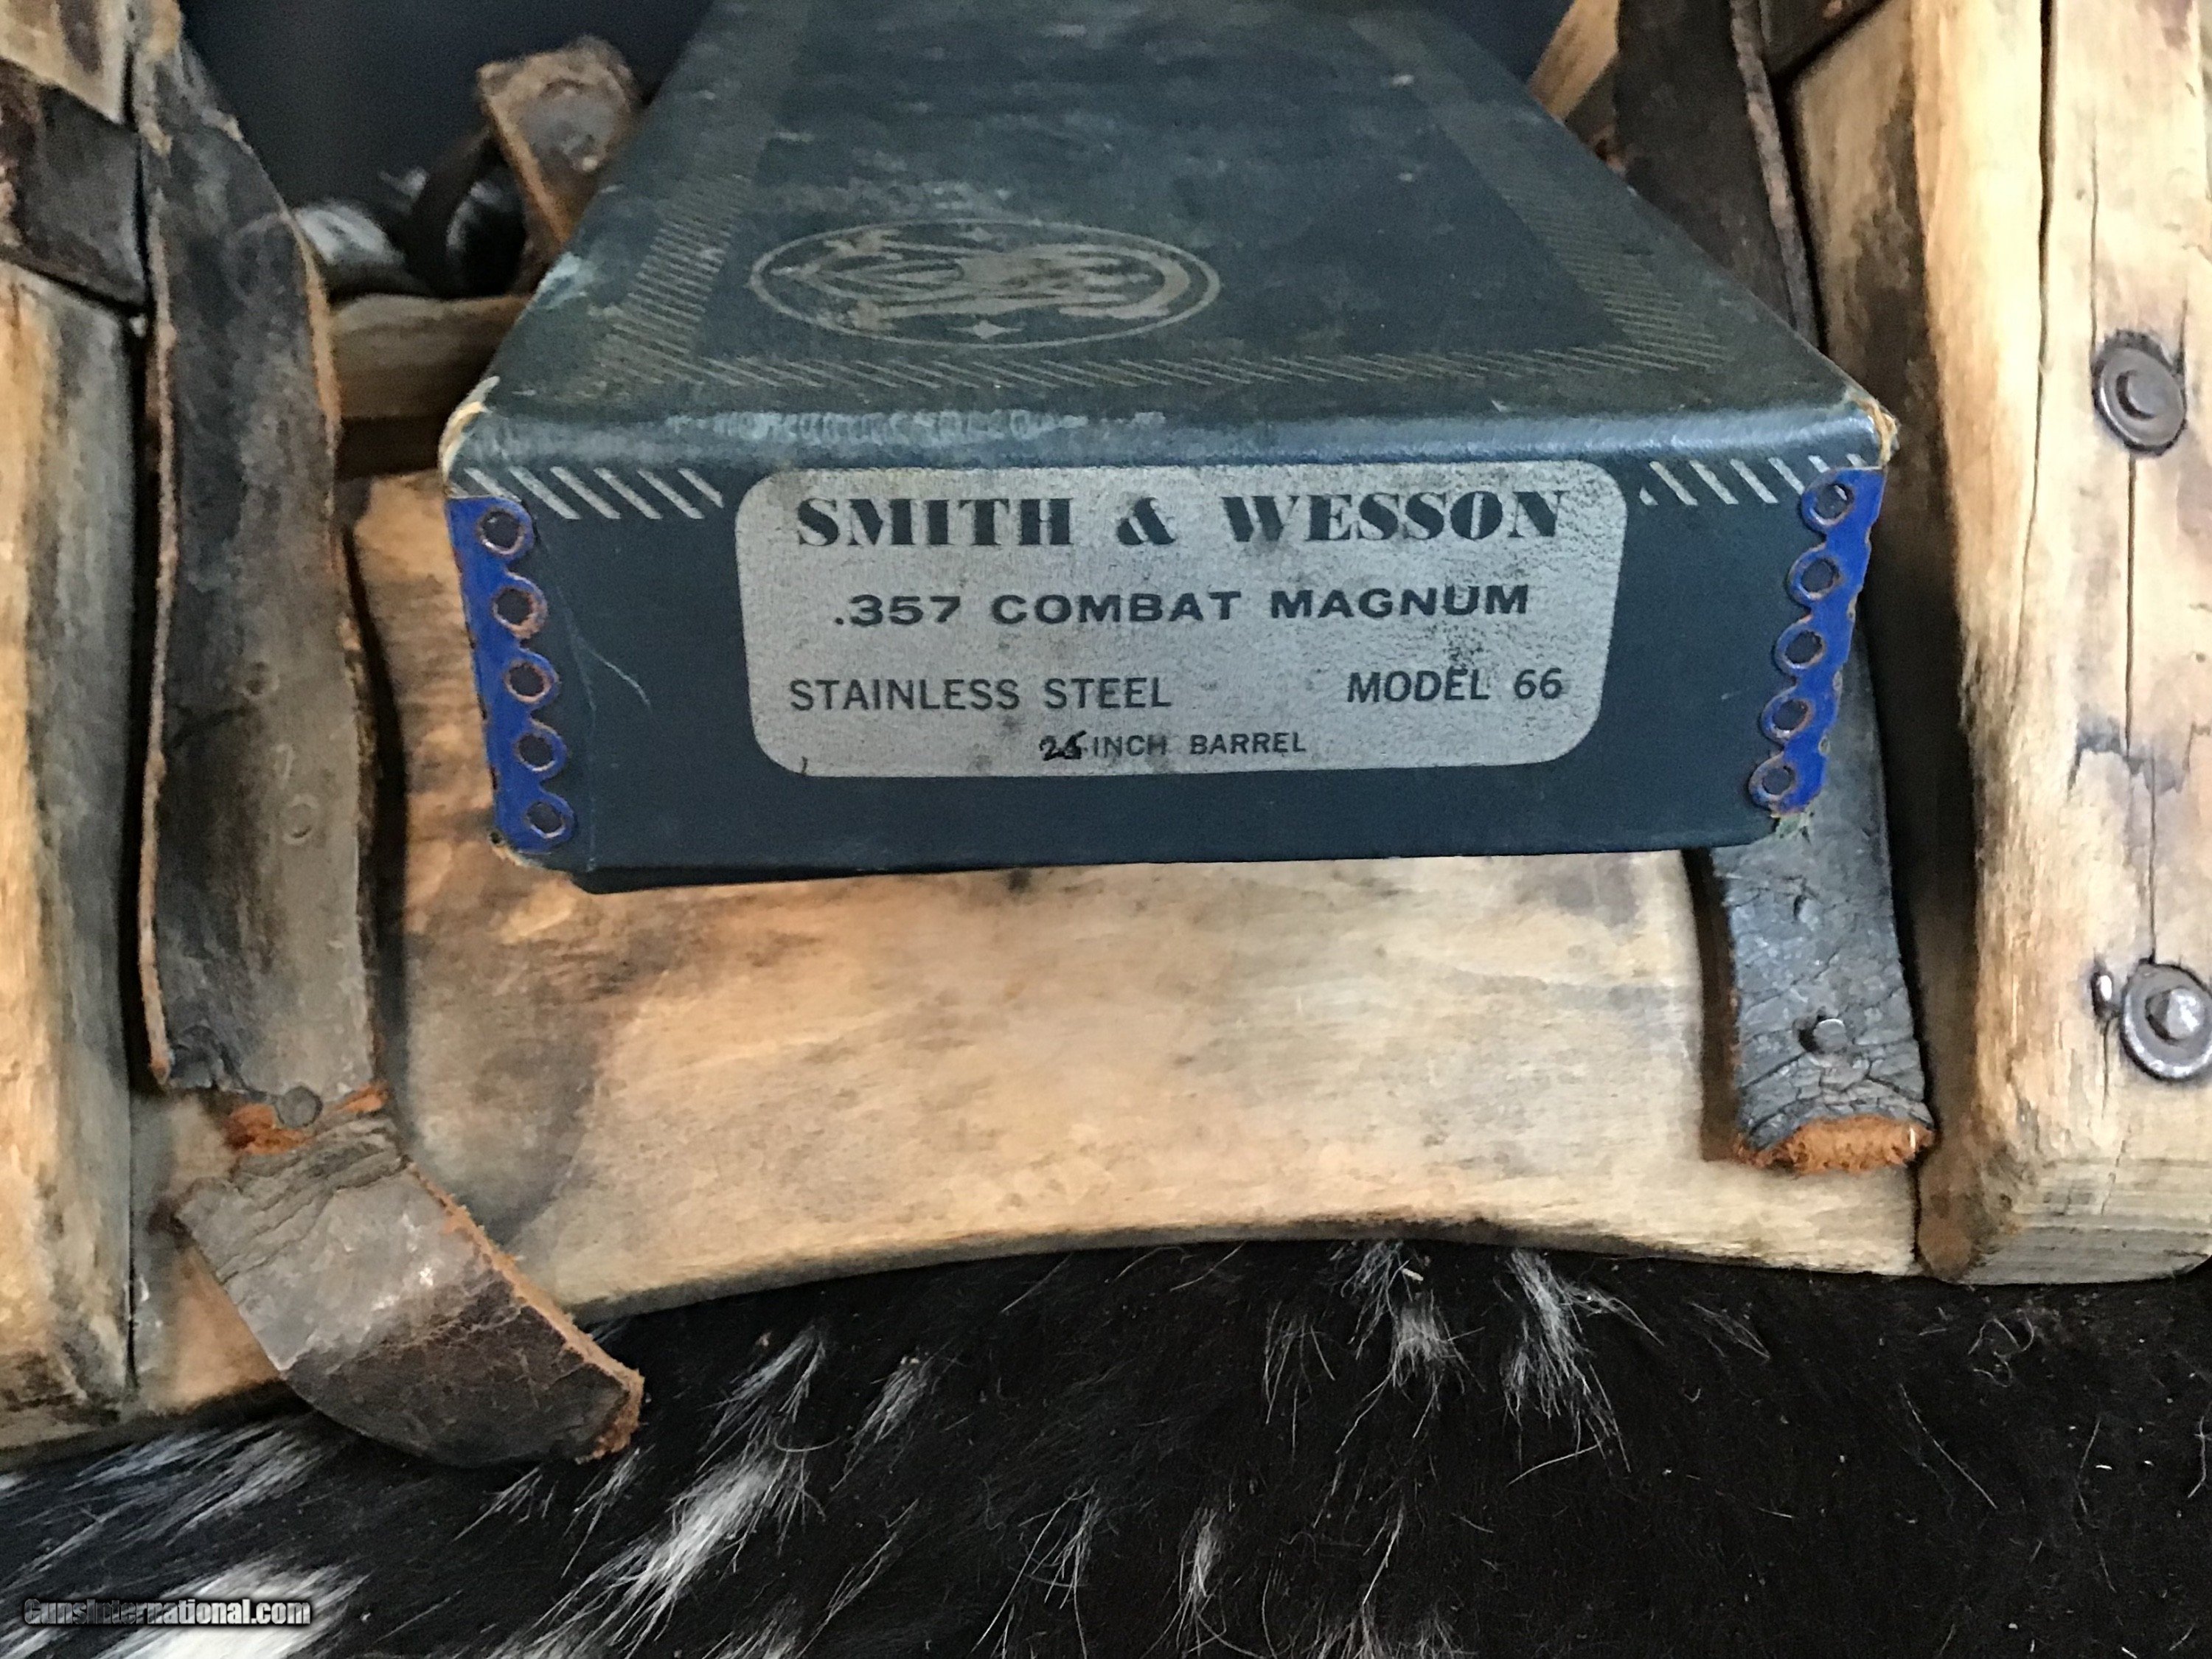 SMITH & WESSON
.357 COMBAT MAGNUM
STAINLESS STEEL MODEL 66
INCH BARREL
GunsInternational.com